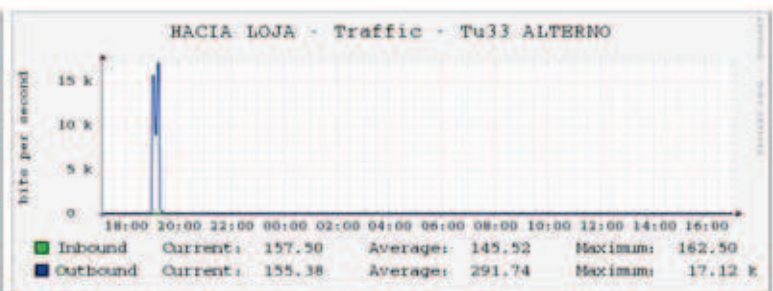 HACIA LOJA - Traffic - Tu33 ALTERNO
bits per second
15 k
10 k
5 k
0
18:00 20:00 22:00 00:00 02:00 04:00 06:00 08:00 10:00 12:00 14:00 16:00
Inbound Current: 157.50 Average: 145.52 Maximum: 162.50
Outbound Current: 155.38 Average: 291.74 Maximum: 17.12 k